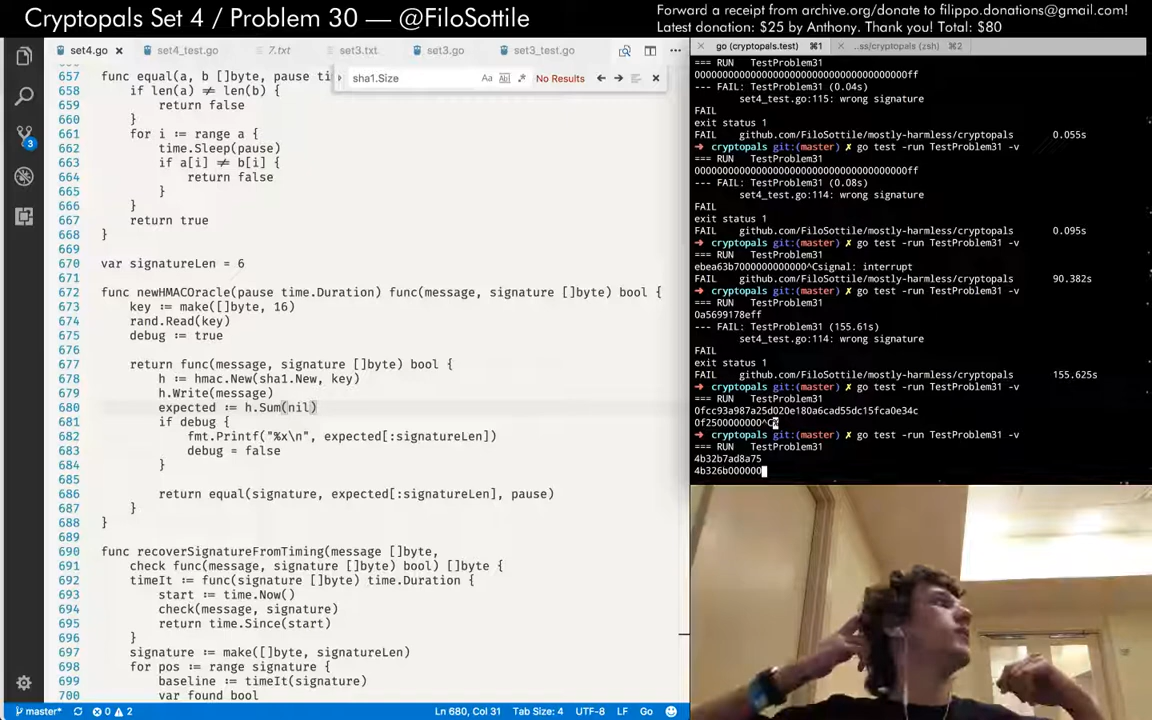 Cryptopals Set 4 / Problem 30 — @FiloSottile
Forward a receipt from archive.org/donate to filippo.donations@gmail.com!
Latest donation: $25 by Anthony. Thank you! Total: $80
set4.go
set4_test.go
7.txt
set3.txt
set3.go
set3_test.go
sha1.Size
No Results
657 func equal(a, b []byte, pause ti
658 if len(a) ≠ len(b) {
659 return false
660 }
661 for i := range a {
662 time.Sleep(pause)
663 if a[i] ≠ b[i] {
664 return false
665 }
666 }
667 return true
668 }
669
670 var signatureLen = 6
671
672 func newHMACOracle(pause time.Duration) func(message, signature []byte) bool {
673 key := make([]byte, 16)
674 rand.Read(key)
675 debug := true
676
677 return func(message, signature []byte) bool {
678 h := hmac.New(sha1.New, key)
679 h.Write(message)
680 expected := h.Sum(nil)
681 if debug {
682 fmt.Printf("%x\n", expected[:signatureLen])
683 debug = false
684 }
685
686 return equal(signature, expected[:signatureLen], pause)
687 }
688 }
689
690 func recoverSignatureFromTiming(message []byte,
691 check func(message, signature []byte) bool) []byte {
692 timeIt := func(signature []byte) time.Duration {
693 start := time.Now()
694 check(message, signature)
695 return time.Since(start)
696 }
697 signature := make([]byte, signatureLen)
698 for pos := range signature {
699 baseline := timeIt(signature)
700 var found bool
3
master*
0 2
Ln 680, Col 31 Tab Size: 4 UTF-8 LF Go
go (cryptopals.test) ⌘1
..ss/cryptopals (zsh) ⌘2
=== RUN TestProblem31
00000000000000000000000000000000000000ff
--- FAIL: TestProblem31 (0.04s)
set4_test.go:115: wrong signature
FAIL
exit status 1
FAIL github.com/FiloSottile/mostly-harmless/cryptopals 0.055s
➜ cryptopals git:(master) ✗ go test -run TestProblem31 -v
=== RUN TestProblem31
00000000000000000000000000000000000000ff
--- FAIL: TestProblem31 (0.08s)
set4_test.go:114: wrong signature
FAIL
exit status 1
FAIL github.com/FiloSottile/mostly-harmless/cryptopals 0.095s
➜ cryptopals git:(master) ✗ go test -run TestProblem31 -v
=== RUN TestProblem31
ebea63b7000000000000^Csignal: interrupt
FAIL github.com/FiloSottile/mostly-harmless/cryptopals 90.382s
➜ cryptopals git:(master) ✗ go test -run TestProblem31 -v
=== RUN TestProblem31
0a5699178eff
--- FAIL: TestProblem31 (155.61s)
set4_test.go:114: wrong signature
FAIL
exit status 1
FAIL github.com/FiloSottile/mostly-harmless/cryptopals 155.625s
➜ cryptopals git:(master) ✗ go test -run TestProblem31 -v
=== RUN TestProblem31
0fcc93a987a25d020e180a6cad55dc15fca0e34c
➜ cryptopals git:(master) ✗ go test -run TestProblem31 -v
=== RUN TestProblem31
4b32b7ad8a75
4b326b000000